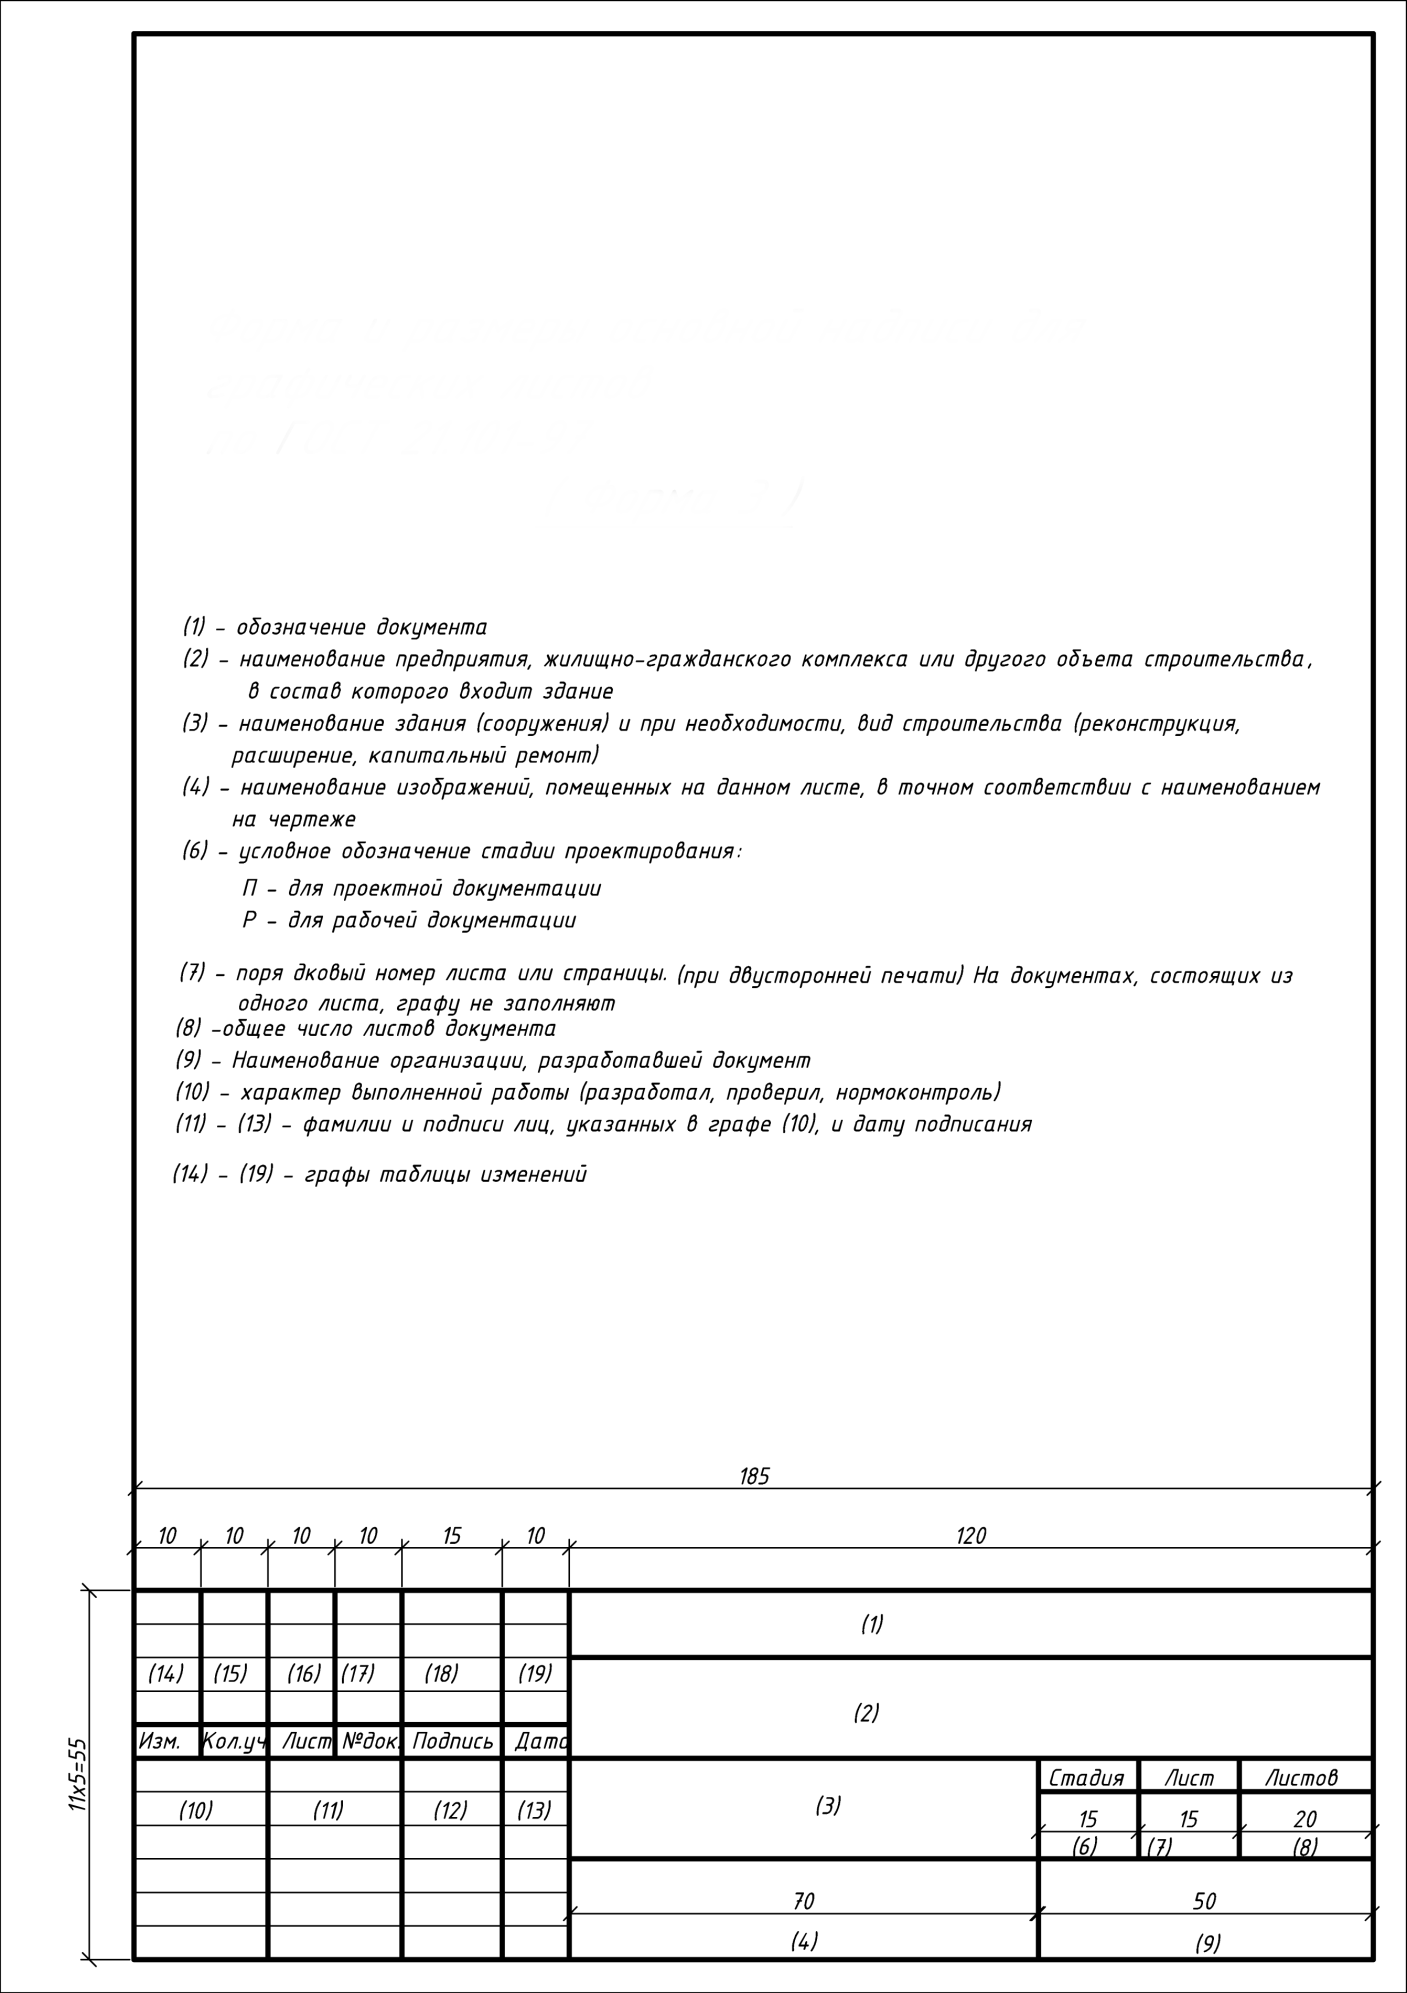 (1) – обозначение документа
(2) – наименование предприятия, жилищно-гражданского комплекса или другого объета строительства,
в состав которого входит здание
(3) – наименование здания (сооружения) и при необходимости, вид строительства (реконструкция,
расширение, капитальный ремонт)
(4) – наименование изображений, помещенных на данном листе, в точном соответствии с наименованием
на чертеже
(6) – условное обозначение стадии проектирования:
П – для проектной документации
Р – для рабочей документации
(7) – поря дковый номер листа или страницы. (при двусторонней печати) На документах, состоящих из
одного листа, графу не заполняют
(8) –общее число листов документа
(9) – Наименование организации, разработавшей документ
(10) – характер выполненной работы (разработал, проверил, нормоконтроль)
(11) – (13) – фамилии и подписи лиц, указанных в графе (10), и дату подписания
(14) – (19) – графы таблицы изменений
185
10 10 10 10 15 10 120
(1)
(14) (15) (16) (17) (18) (19)
(2)
Изм. Кол.уч Лист №док. Подпись Дата
11х5=55
Стадия Лист Листов
(10) (11) (12) (13) (3)
15 15 20
(6) (7) (8)
70 50
(4) (9)